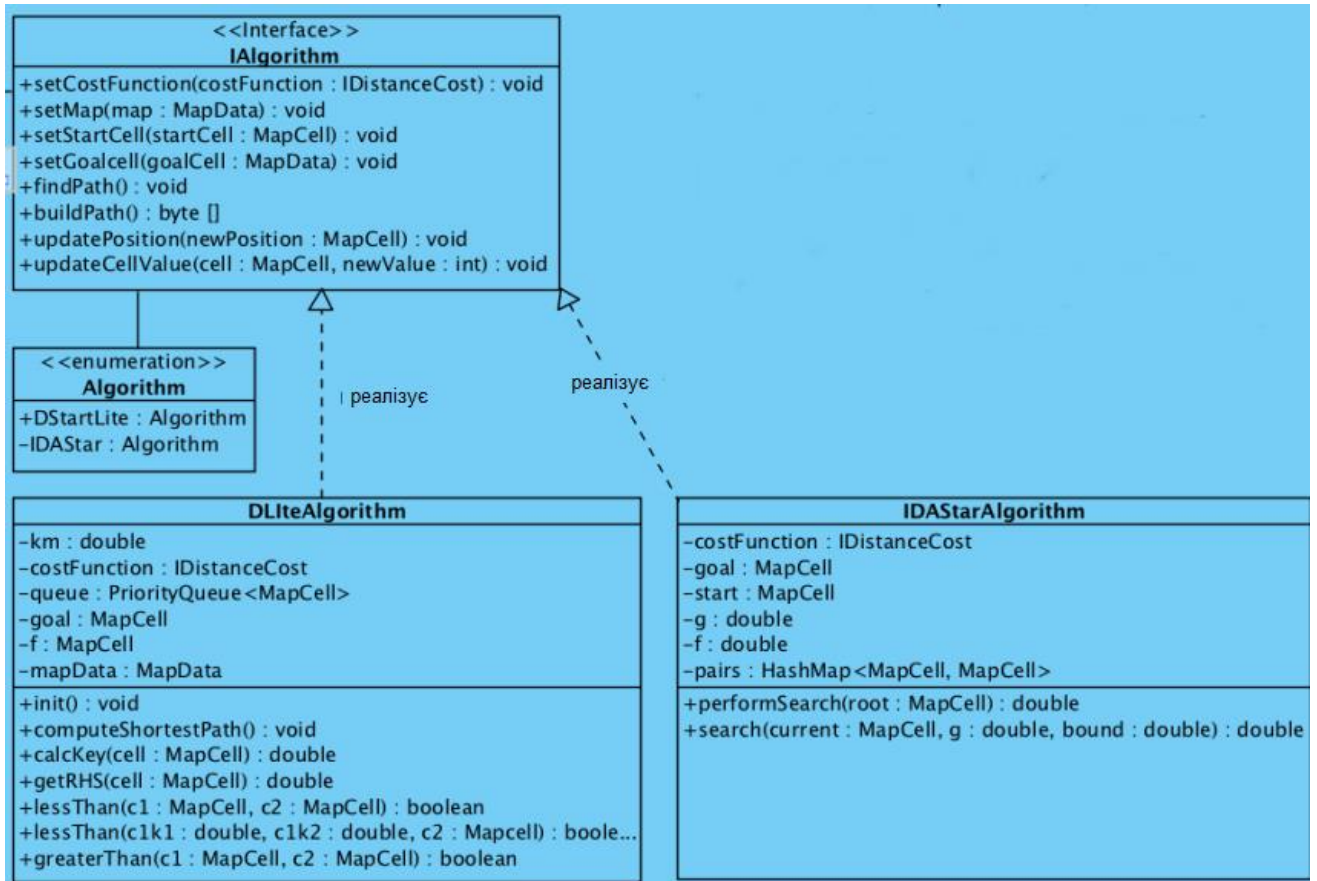 <<Interface>>
IAlgorithm
+setCostFunction(costFunction : IDistanceCost) : void
+setMap(map : MapData) : void
+setStartCell(startCell : MapCell) : void
+setGoalcell(goalCell : MapData) : void
+findPath() : void
+buildPath() : byte []
+updatePosition(newPosition : MapCell) : void
+updateCellValue(cell : MapCell, newValue : int) : void
<<enumeration>>
Algorithm
+DStartLite : Algorithm
-IDAStar : Algorithm
реалізує
реалізує
DLIteAlgorithm
-km : double
-costFunction : IDistanceCost
-queue : PriorityQueue<MapCell>
-goal : MapCell
-f : MapCell
-mapData : MapData
+init() : void
+computeShortestPath() : void
+calcKey(cell : MapCell) : double
+getRHS(cell : MapCell) : double
+lessThan(c1 : MapCell, c2 : MapCell) : boolean
+lessThan(c1k1 : double, c1k2 : double, c2 : Mapcell) : boole...
+greaterThan(c1 : MapCell, c2 : MapCell) : boolean
IDAStarAlgorithm
-costFunction : IDistanceCost
-goal : MapCell
-start : MapCell
-g : double
-f : double
-pairs : HashMap<MapCell, MapCell>
+performSearch(root : MapCell) : double
+search(current : MapCell, g : double, bound : double) : double